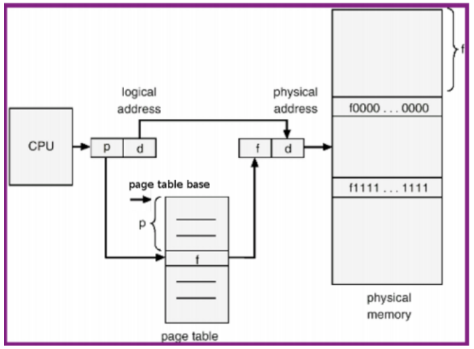 logical
address
physical
address
f
f0000 . . . 0000
CPU
p d
f d
f1111 . . . 1111
page table base
p
f
physical
memory
page table